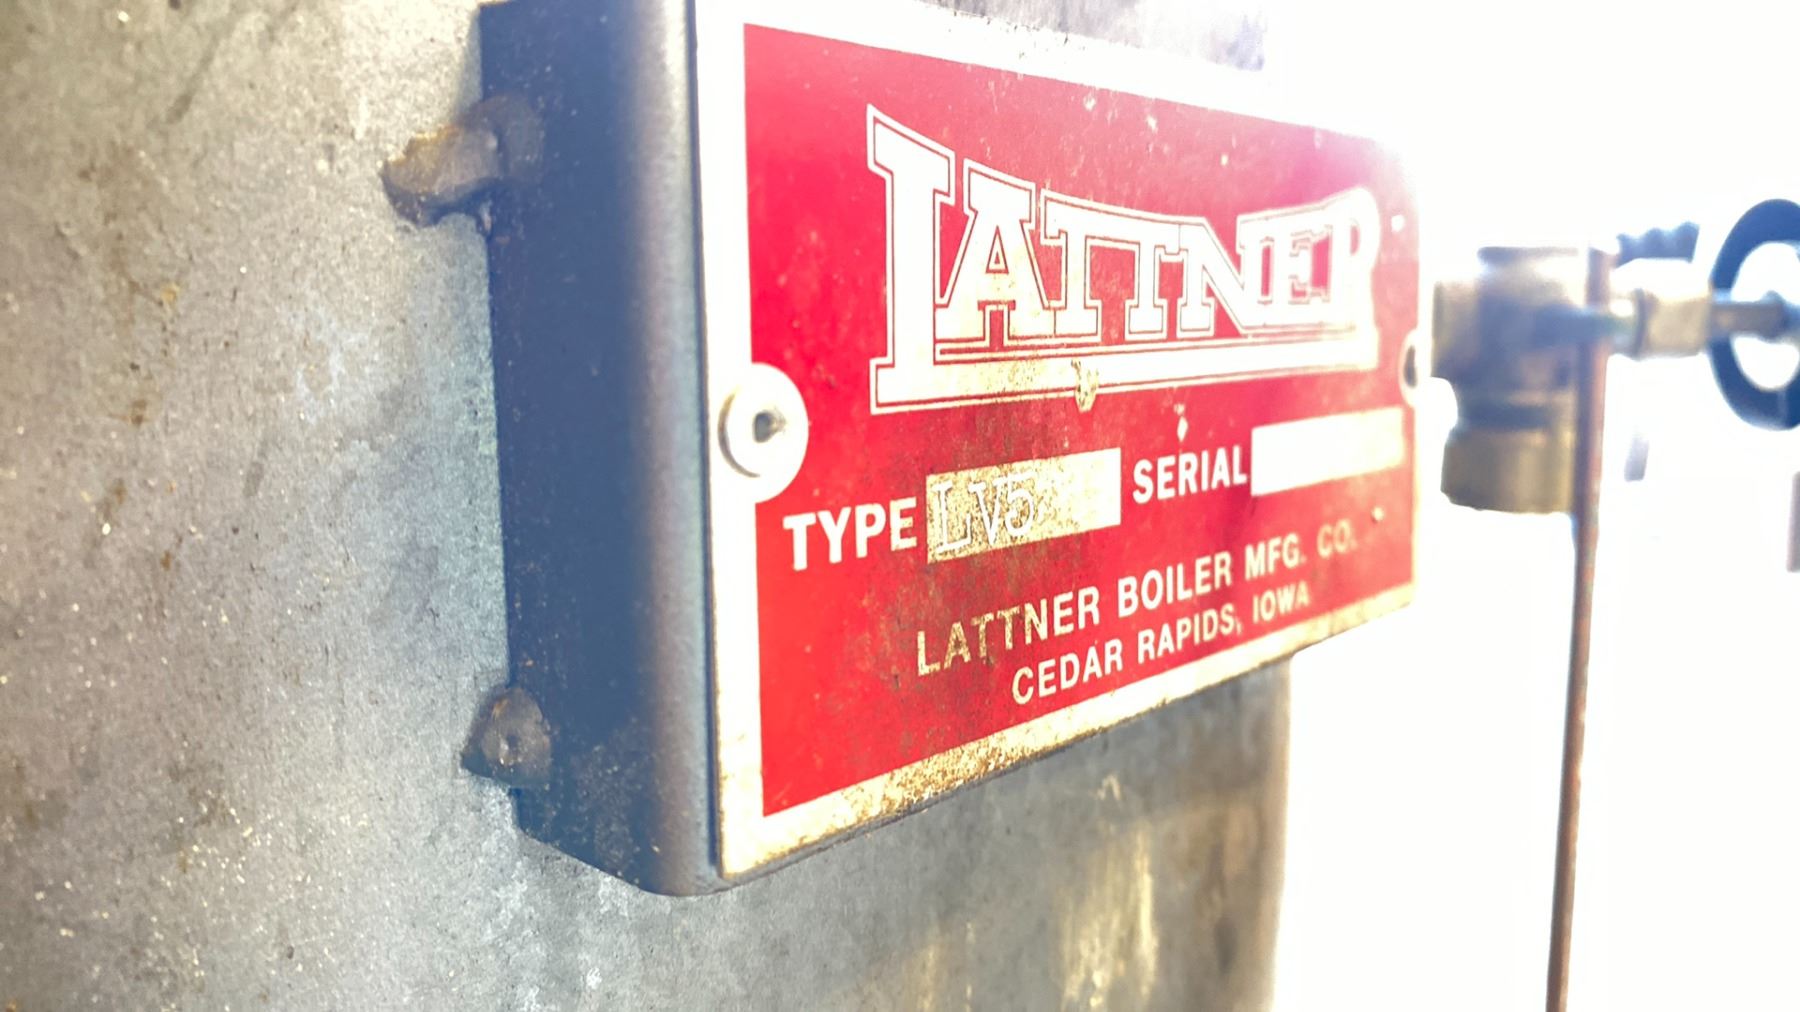 LATTNER
TYPE LV5 SERIAL
LATTNER BOILER MFG. CO.
CEDAR RAPIDS, IOWA